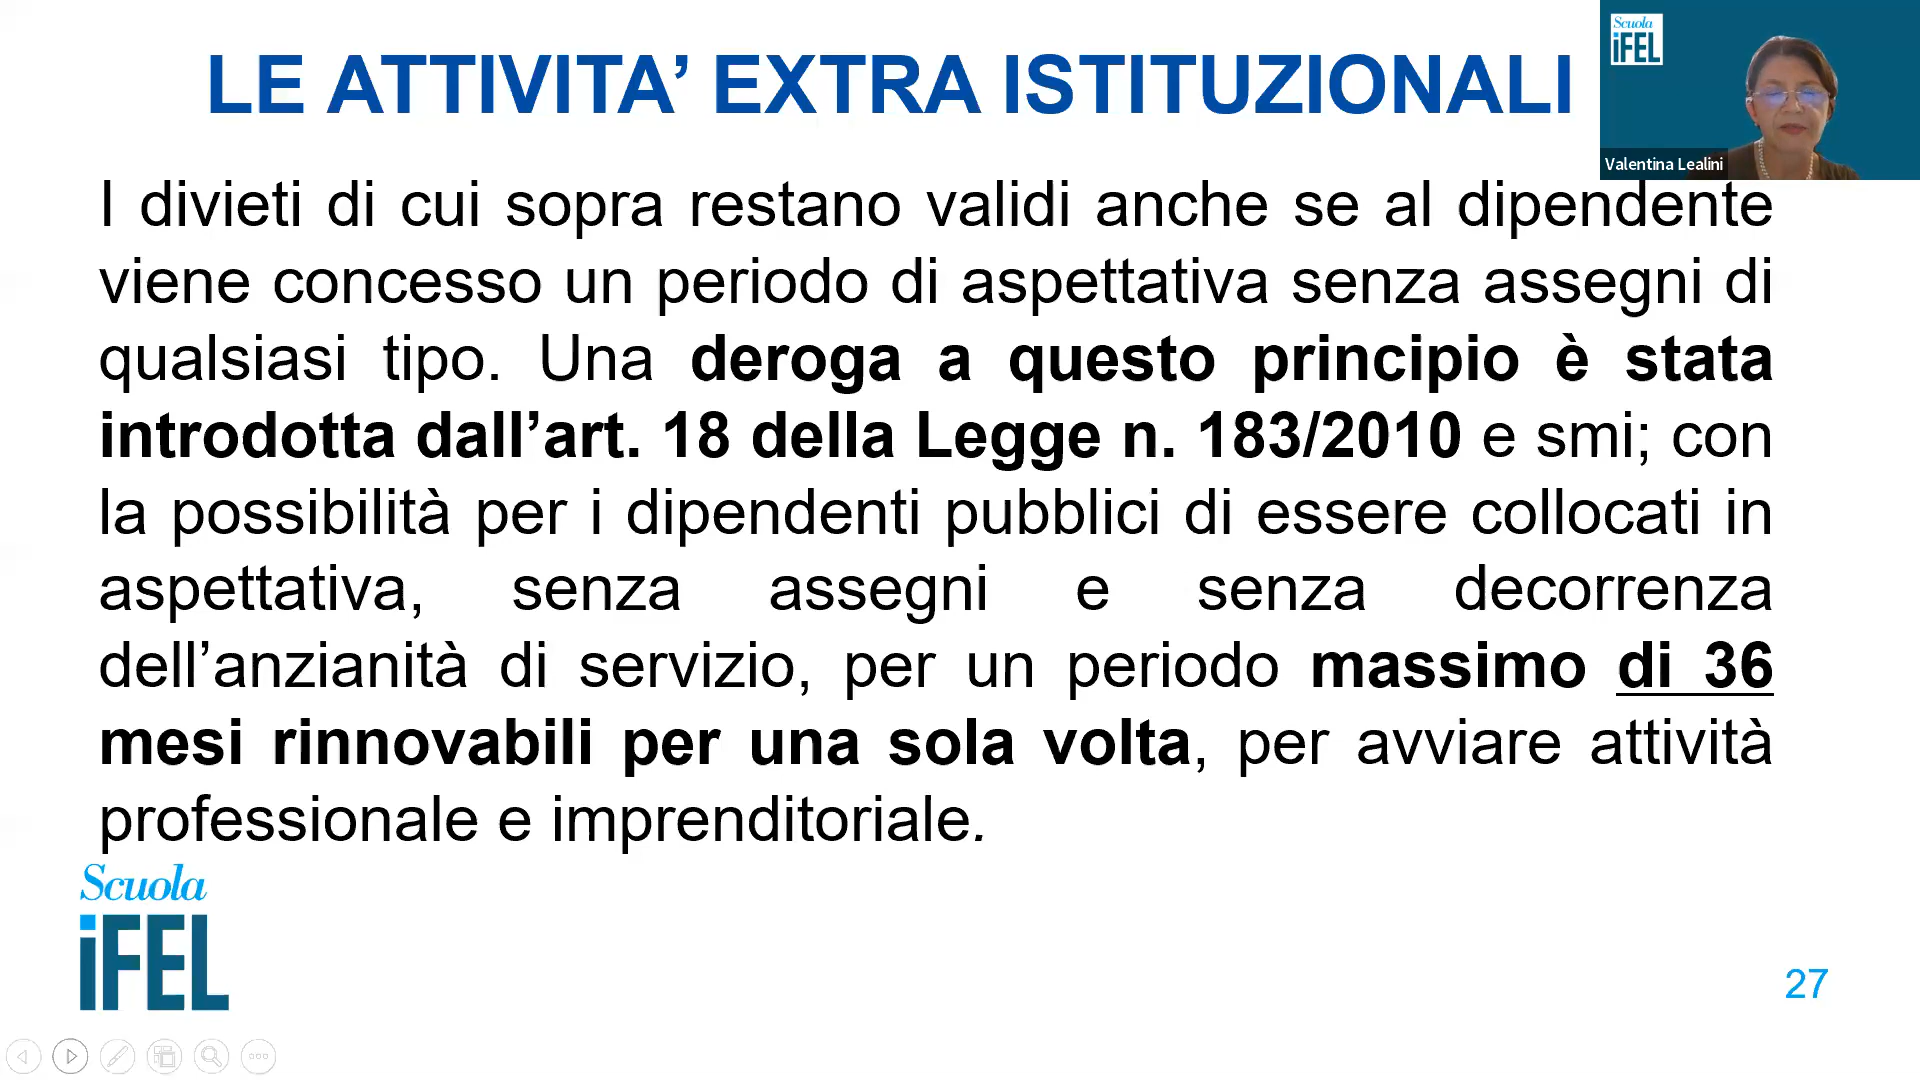 LE ATTIVITA’ EXTRA ISTITUZIONALI
Scuola
iFEL
Valentina Lealini
I divieti di cui sopra restano validi anche se al dipendente
viene concesso un periodo di aspettativa senza assegni di
qualsiasi tipo. Una deroga a questo principio è stata
introdotta dall’art. 18 della Legge n. 183/2010 e smi; con
la possibilità per i dipendenti pubblici di essere collocati in
aspettativa, senza assegni e senza decorrenza
dell’anzianità di servizio, per un periodo massimo di 36
mesi rinnovabili per una sola volta, per avviare attività
professionale e imprenditoriale.
Scuola
iFEL
27